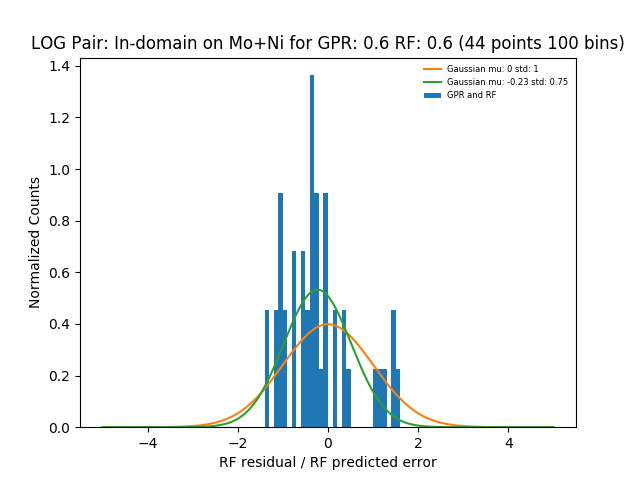 LOG Pair: In-domain on Mo+Ni for GPR: 0.6 RF: 0.6 (44 points 100 bins)
Gaussian mu: 0 std: 1
Gaussian mu: -0.23 std: 0.75
GPR and RF
Normalized Counts
1.4
1.2
1.0
0.8
0.6
0.4
0.2
0.0
−4 −2 0 2 4
RF residual / RF predicted error